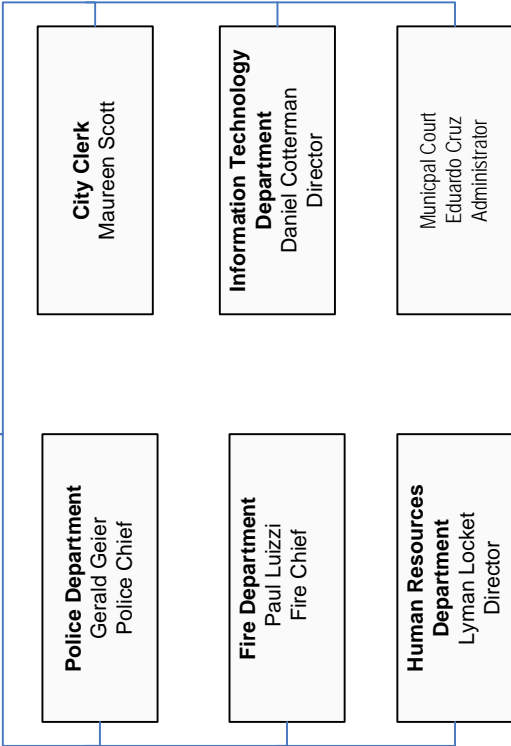 Police Department
Gerald Geier
Police Chief
City Clerk
Maureen Scott
Fire Department
Paul Luizzi
Fire Chief
Information Technology
Department
Daniel Cotterman
Director
Human Resources
Department
Lyman Locket
Director
Municpal Court
Eduardo Cruz
Administrator